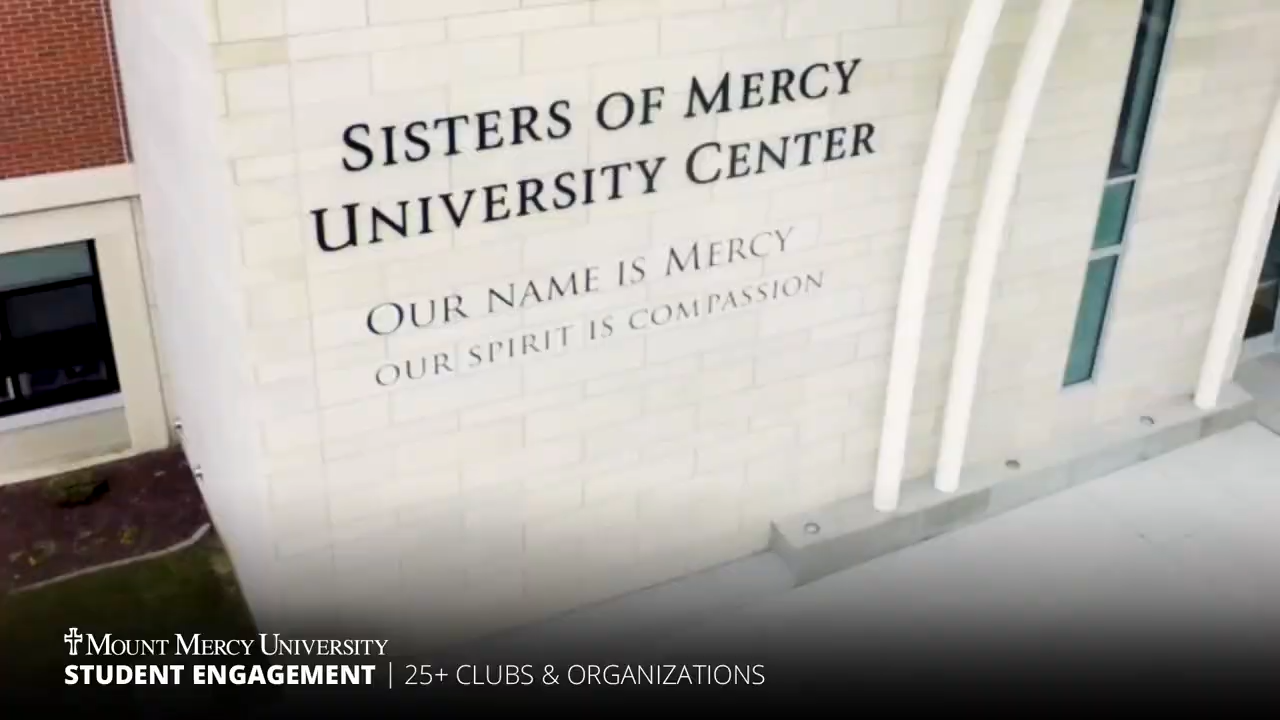 SISTERS OF MERCY
UNIVERSITY CENTER
OUR NAME IS MERCY
OUR SPIRIT IS COMPASSION
MOUNT MERCY UNIVERSITY
STUDENT ENGAGEMENT | 25+ CLUBS & ORGANIZATIONS